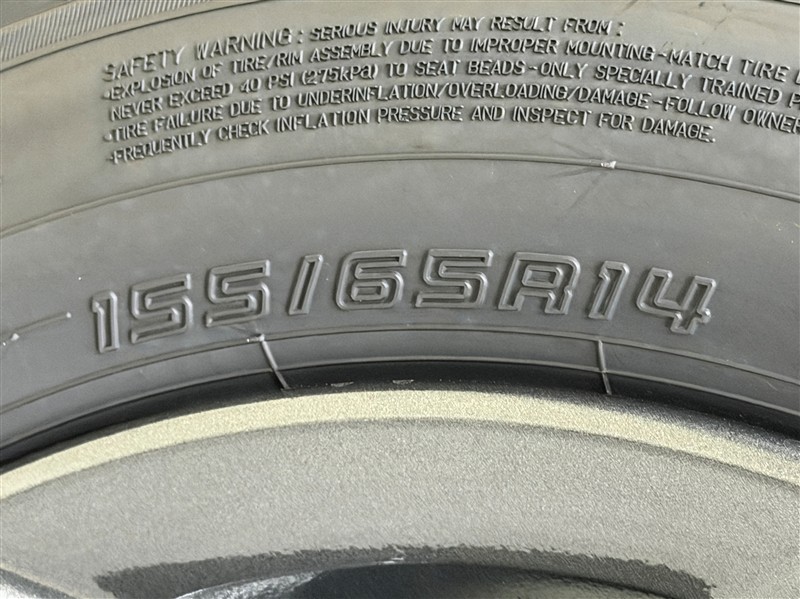 SAFETY WARNING: SERIOUS INJURY MAY RESULT FROM:
•EXPLOSION OF TIRE/RIM ASSEMBLY DUE TO IMPROPER MOUNTING-MATCH TIRE
NEVER EXCEED 40 PSI (275kPa) TO SEAT BEADS-ONLY SPECIALLY TRAINED
•TIRE FAILURE DUE TO UNDERINFLATION/OVERLOADING/DAMAGE-FOLLOW OWNER
-FREQUENTLY CHECK INFLATION PRESSURE AND INSPECT FOR DAMAGE.
155/65R14